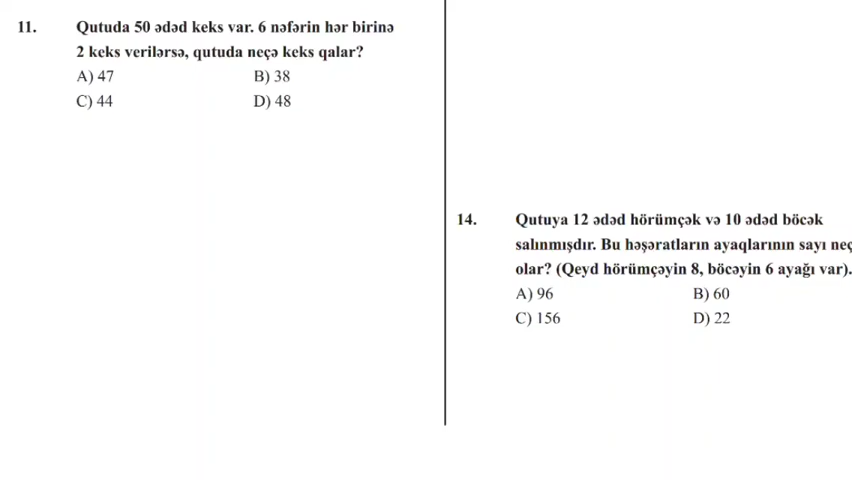 11. Qutuda 50 ədəd keks var. 6 nəfərin hər birinə
2 keks verilərsə, qutuda neçə keks qalar?
A) 47 B) 38
C) 44 D) 48
14. Qutuya 12 ədəd hörümçək və 10 ədəd böcək
salınmışdır. Bu həşəratların ayaqlarının sayı neç
olar? (Qeyd hörümçəyin 8, böcəyin 6 ayağı var).
A) 96 B) 60
C) 156 D) 22